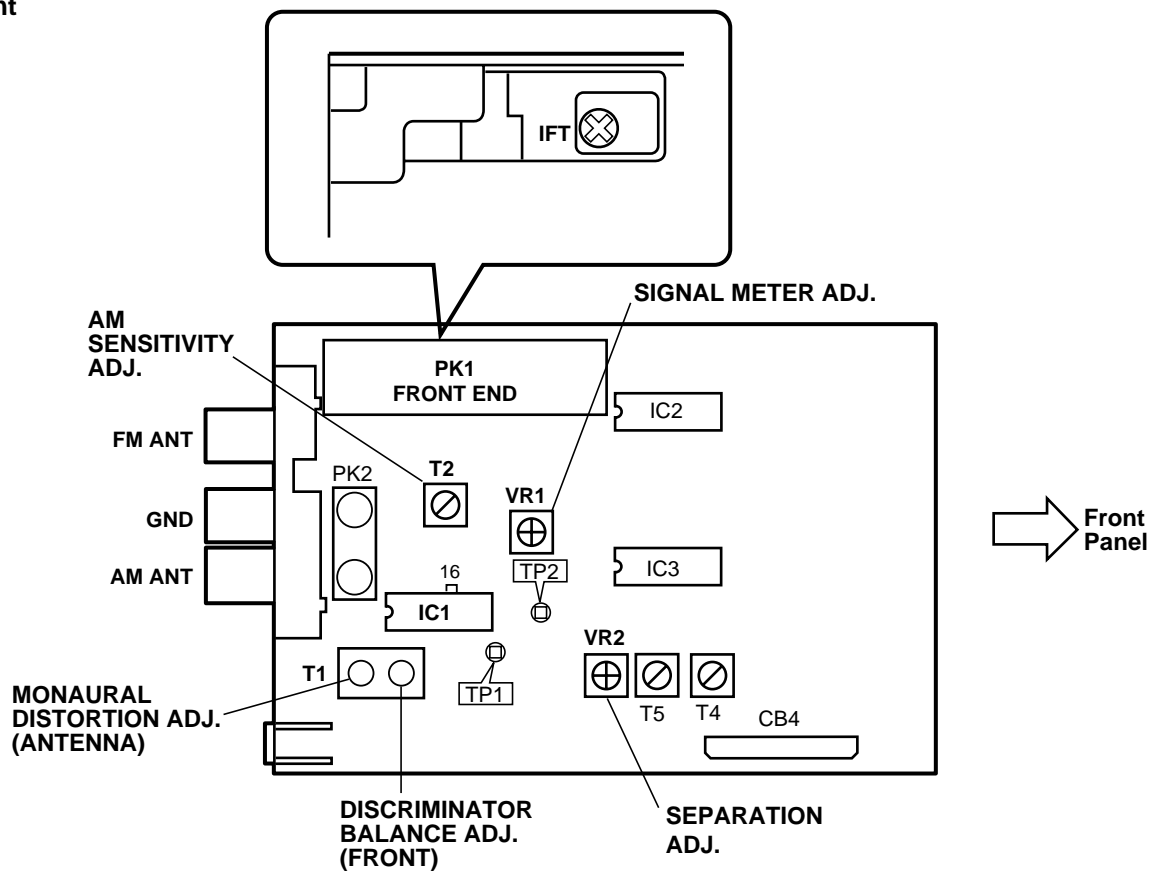 nt
IFT
SIGNAL METER ADJ.
AM
SENSITIVITY
ADJ.
PK1
FRONT END
IC2
FM ANT
PK2
T2
VR1
GND
Front
Panel
AM ANT
16
TP2
IC3
IC1
VR2
T1
TP1
T5
T4
CB4
MONAURAL
DISTORTION ADJ.
(ANTENNA)
DISCRIMINATOR
BALANCE ADJ.
(FRONT)
SEPARATION
ADJ.